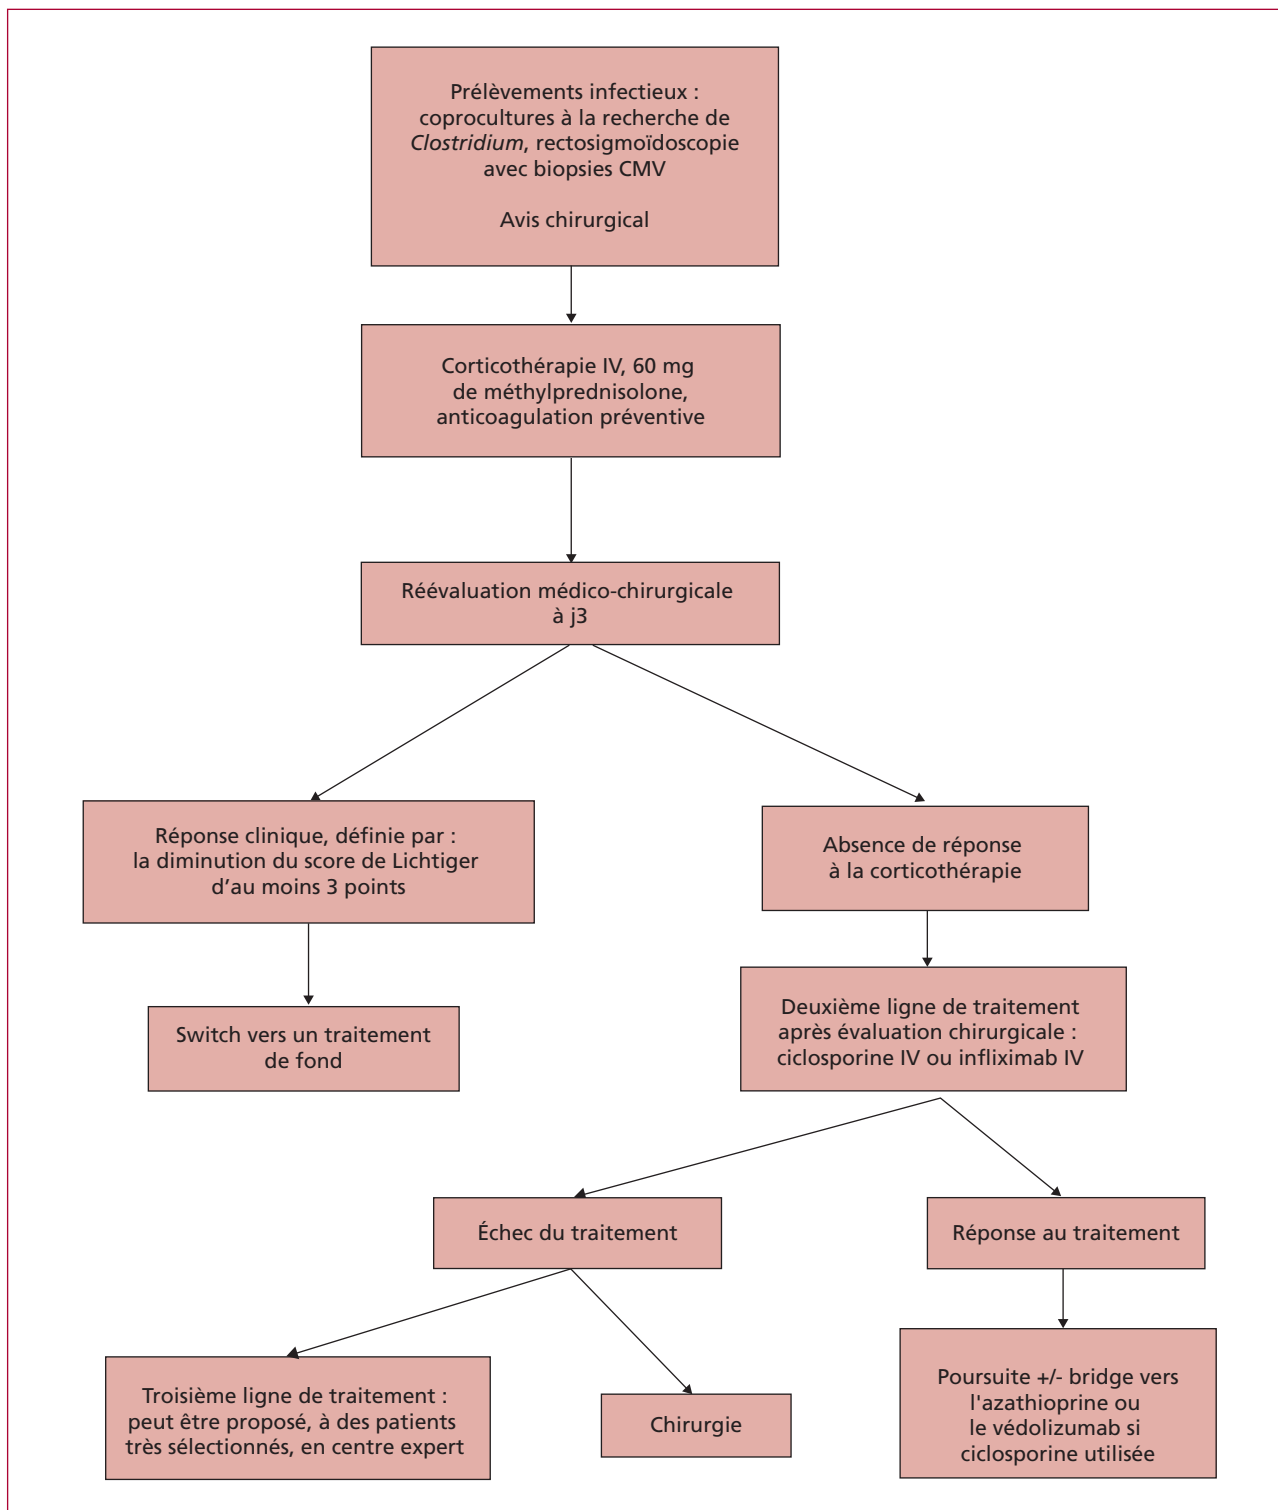 Prélèvements infectieux :
coprocultures à la recherche de
Clostridium, rectosigmoïdoscopie
avec biopsies CMV
Avis chirurgical
Corticothérapie IV, 60 mg
de méthylprednisolone,
anticoagulation préventive
Réévaluation médico-chirurgicale
à j3
Réponse clinique, définie par :
la diminution du score de Lichtiger
d’au moins 3 points
Absence de réponse
à la corticothérapie
Switch vers un traitement
de fond
Deuxième ligne de traitement
après évaluation chirurgicale :
ciclosporine IV ou infliximab IV
Échec du traitement
Réponse au traitement
Troisième ligne de traitement :
peut être proposé, à des patients
très sélectionnés, en centre expert
Chirurgie
Poursuite +/- bridge vers
l'azathioprine ou
le védolizumab si
ciclosporine utilisée